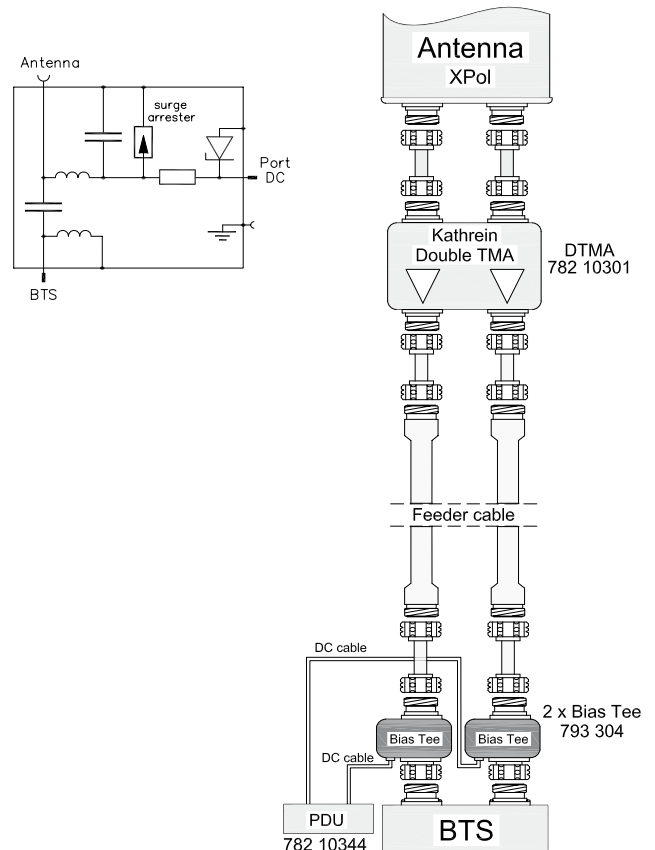 Antenna
surge
arrester
Port
DC
BTS
Antenna
XPol
Kathrein
Double TMA
DTMA
782 10301
Feeder cable
DC cable
2 x Bias Tee
793 304
Bias Tee
Bias Tee
DC cable
PDU
782 10344
BTS